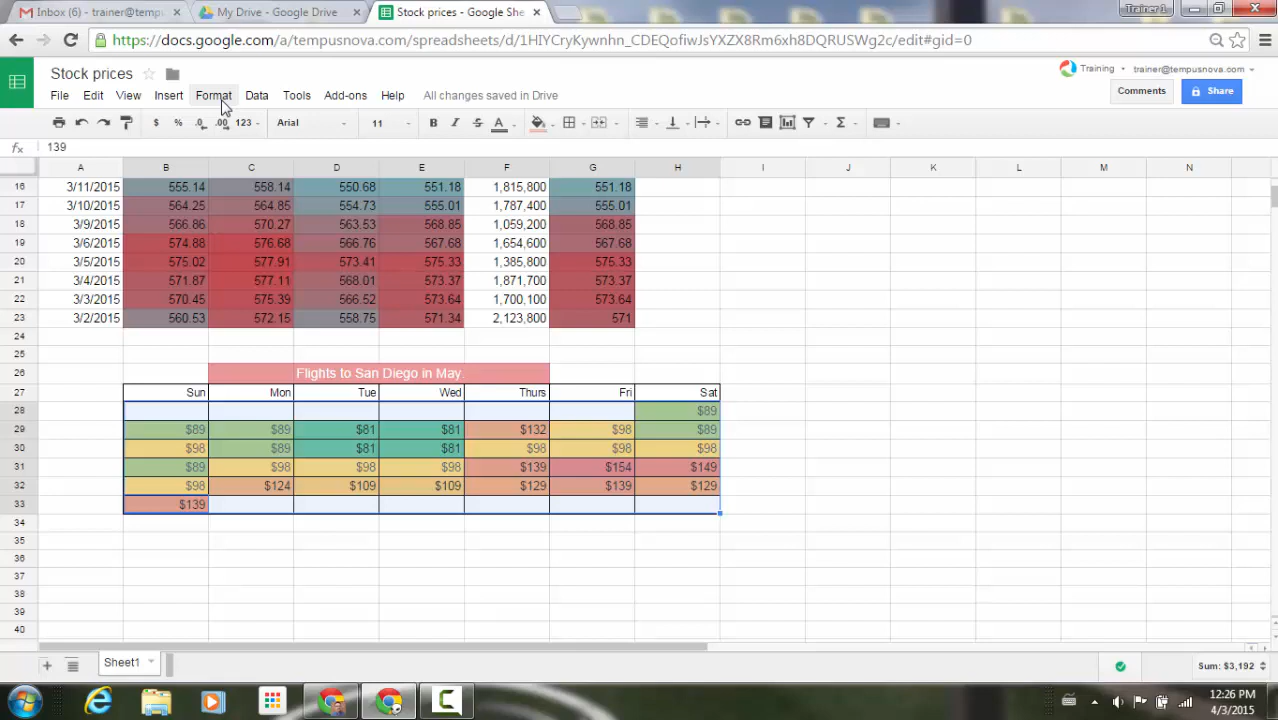 Inbox (6) - trainer@temp
My Drive - Google Drive
Stock prices - Google She
Trainer 1
https://docs.google.com/a/tempusnova.com/spreadsheets/d/1HIYCryKywnhn_CDEQofiwJsYXZX8Rm6xh8DQRUSWg2c/edit#gid=0
Stock prices
Training
trainer@tempusnova.com
File Edit View Insert Format Data Tools Add-ons Help All changes saved in Drive
Comments Share
$ % .0 .00 123 Arial 11 B I S A
fx 139
A B C D E F G H I J K L M N
16 3/11/2015 555.14 558.14 550.68 551.18 1,815,800 551.18
17 3/10/2015 564.25 564.85 554.73 555.01 1,787,400 555.01
18 3/9/2015 566.86 570.27 563.53 568.85 1,059,200 568.85
19 3/6/2015 574.88 576.68 566.76 567.68 1,654,600 567.68
20 3/5/2015 575.02 577.91 573.41 575.33 1,385,800 575.33
21 3/4/2015 571.87 577.11 568.01 573.37 1,871,700 573.37
22 3/3/2015 570.45 575.39 566.52 573.64 1,700,100 573.64
23 3/2/2015 560.53 572.15 558.75 571.34 2,123,800 571
24
25
26 Flights to San Diego in May
27 Sun Mon Tue Wed Thurs Fri Sat
28 $89
29 $89 $89 $81 $81 $132 $98 $89
30 $98 $89 $81 $81 $98 $98 $98
31 $89 $98 $98 $98 $139 $154 $149
32 $98 $124 $109 $109 $129 $139 $129
33 $139
34
35
36
37
38
39
40
Sheet1
Sum: $3,192
12:26 PM
4/3/2015